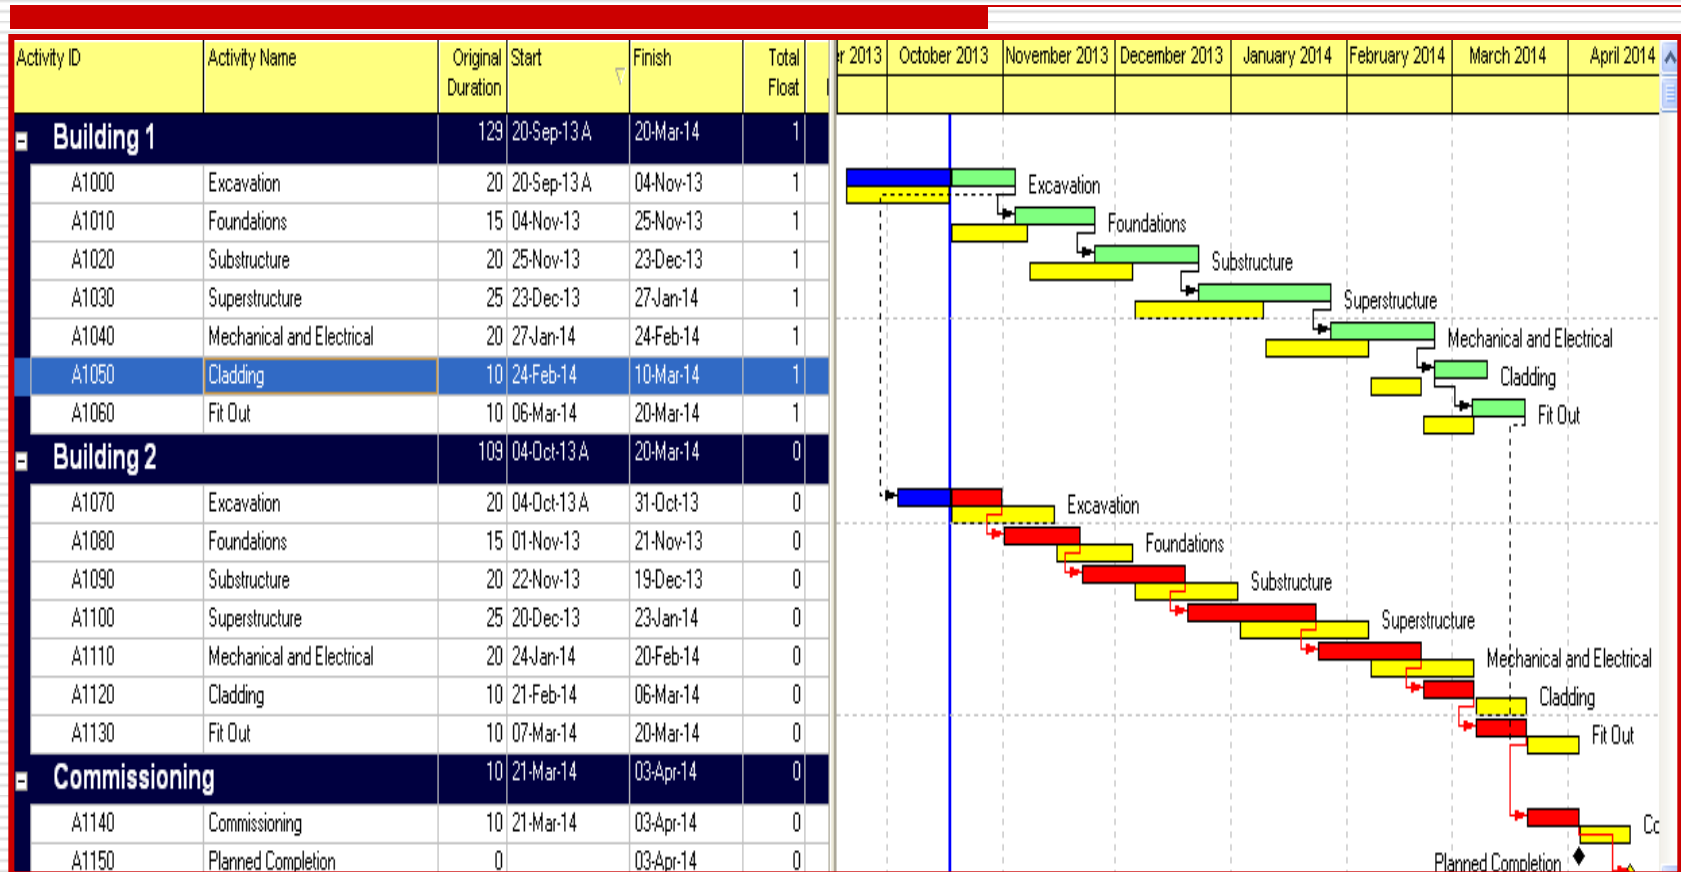 Activity ID Activity Name Original Duration Start Finish Total Float
October 2013 November 2013 December 2013 January 2014 February 2014 March 2014 April 2014
Building 1 129 20-Sep-13 A 20-Mar-14 1
A1000 Excavation 20 20-Sep-13 A 04-Nov-13 1 Excavation
A1010 Foundations 15 04-Nov-13 25-Nov-13 1 Foundations
A1020 Substructure 20 25-Nov-13 23-Dec-13 1 Substructure
A1030 Superstructure 25 23-Dec-13 27-Jan-14 1 Superstructure
A1040 Mechanical and Electrical 20 27-Jan-14 24-Feb-14 1 Mechanical and Electrical
A1050 Cladding 10 24-Feb-14 10-Mar-14 1 Cladding
A1060 Fit Out 10 06-Mar-14 20-Mar-14 1 Fit Out
Building 2 109 04-Oct-13 A 20-Mar-14 0
A1070 Excavation 20 04-Oct-13 A 31-Oct-13 0 Excavation
A1080 Foundations 15 01-Nov-13 21-Nov-13 0 Foundations
A1090 Substructure 20 22-Nov-13 19-Dec-13 0 Substructure
A1100 Superstructure 25 20-Dec-13 23-Jan-14 0 Superstructure
A1110 Mechanical and Electrical 20 24-Jan-14 20-Feb-14 0 Mechanical and Electrical
A1120 Cladding 10 21-Feb-14 06-Mar-14 0 Cladding
A1130 Fit Out 10 07-Mar-14 20-Mar-14 0 Fit Out
Commissioning 10 21-Mar-14 03-Apr-14 0
A1140 Commissioning 10 21-Mar-14 03-Apr-14 0
A1150 Planned Completion 0 03-Apr-14 0 Planned Completion